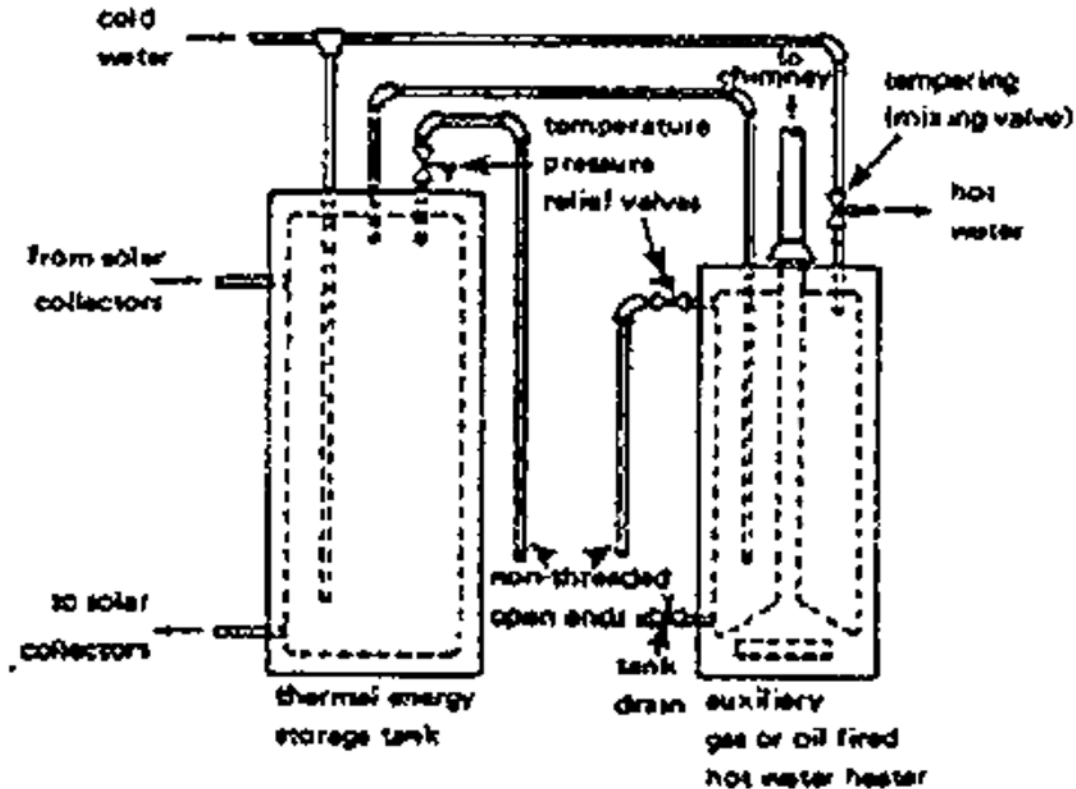 cold
water
to
chimney
tempering
(mixing valve)
temperature
pressure
relief valves
hot
water
from solar
collectors
non-threaded
open ends
to solar
collectors
tank
drain
thermal energy
storage tank
auxiliary
gas or oil fired
hot water heater